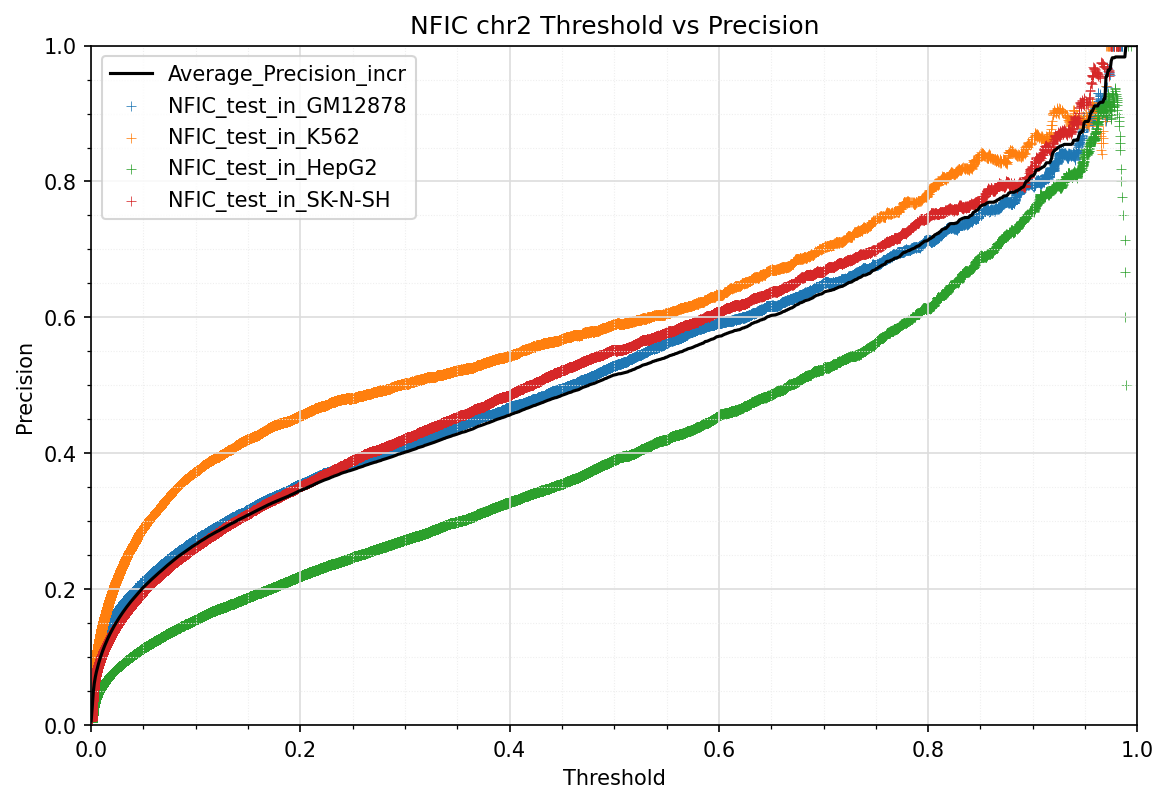 NFIC chr2 Threshold vs Precision
Average_Precision_incr
NFIC_test_in_GM12878
NFIC_test_in_K562
NFIC_test_in_HepG2
NFIC_test_in_SK-N-SH
1.0
0.8
0.6
0.4
0.2
0.0
Precision
0.0 0.2 0.4 0.6 0.8 1.0
Threshold